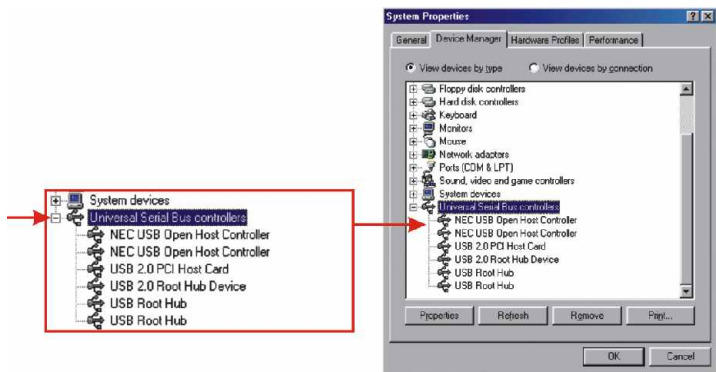 System Properties
General Device Manager Hardware Profiles Performance
View devices by type View devices by connection
Floppy disk controllers
Hard disk controllers
Keyboard
Monitors
Mouse
Network adapters
Ports (COM & LPT)
Sound, video and game controllers
System devices
Universal Serial Bus controllers
NEC USB Open Host Controller
NEC USB Open Host Controller
USB 2.0 PCI Host Card
USB 2.0 Root Hub Device
USB Root Hub
USB Root Hub
Properties Refresh Remove Print...
OK Cancel
System devices
Universal Serial Bus controllers
NEC USB Open Host Controller
NEC USB Open Host Controller
USB 2.0 PCI Host Card
USB 2.0 Root Hub Device
USB Root Hub
USB Root Hub